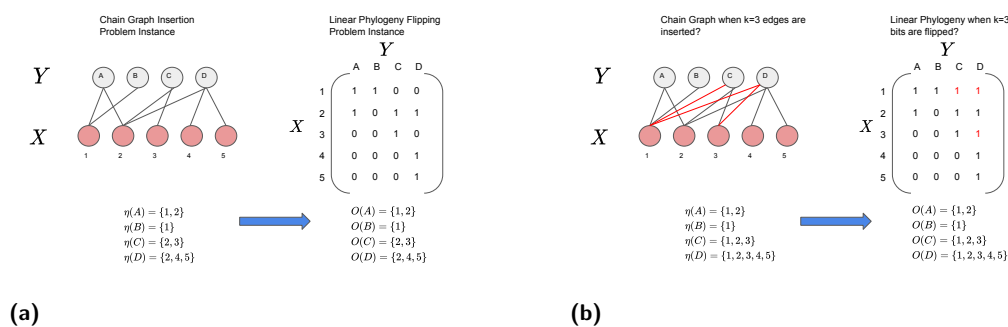 Chain Graph Insertion
Problem Instance
Y
A B C D
X
1 2 3 4 5
η(A) = {1, 2}
η(B) = {1}
η(C) = {2, 3}
η(D) = {2, 4, 5}
Linear Phylogeny Flipping
Problem Instance
Y
A B C D
1 1 1 0 0
2 1 0 1 1
X
3 0 0 1 0
4 0 0 0 1
5 0 0 0 1
O(A) = {1, 2}
O(B) = {1}
O(C) = {2, 3}
O(D) = {2, 4, 5}
(a)
Chain Graph when k=3 edges are
inserted?
Y
A B C D
X
1 2 3 4 5
η(A) = {1, 2}
η(B) = {1}
η(C) = {1, 2, 3}
η(D) = {1, 2, 3, 4, 5}
Linear Phylogeny when k=3
bits are flipped?
Y
A B C D
1 1 1 1 1
2 1 0 1 1
X
3 0 0 1 1
4 0 0 0 1
5 0 0 0 1
O(A) = {1, 2}
O(B) = {1}
O(C) = {1, 2, 3}
O(D) = {1, 2, 3, 4, 5}
(b)